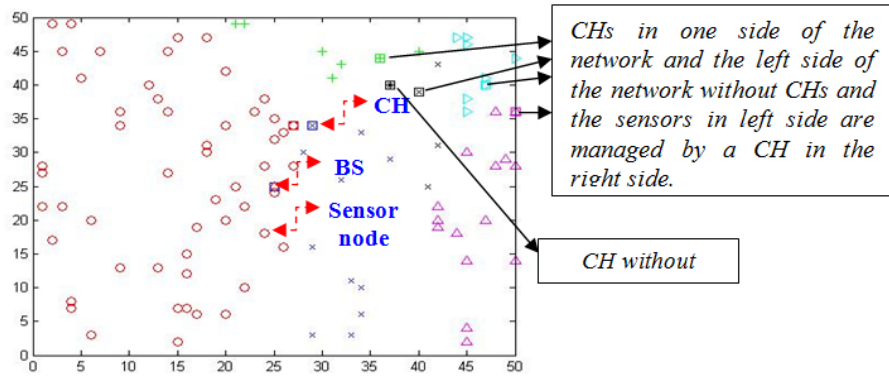 50
45
40
35
30
25
20
15
10
5
0
0 5 10 15 20 25 30 35 40 45 50
CH
BS
Sensor
node
CHs in one side of the
network and the left side of
the network without CHs and
the sensors in left side are
managed by a CH in the
right side.
CH without